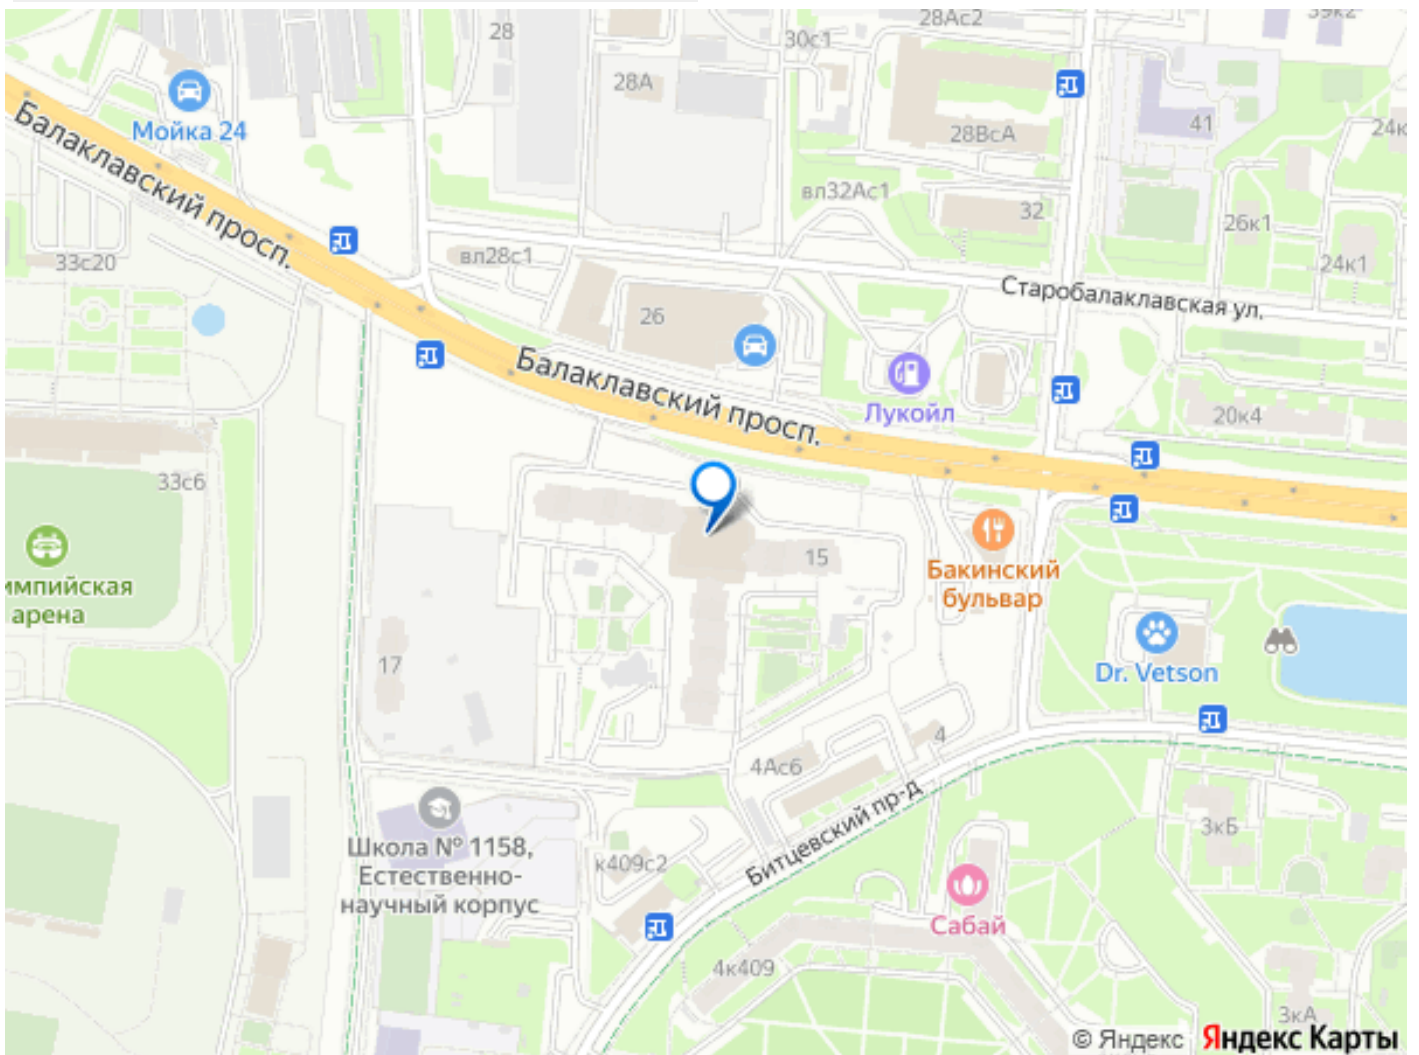 28Ас2
39к2
28
30с1
28А
Мойка 24
41
24к
28ВсА
Балаклавский просп.
вл32Ас1
32
26к1
33с20
вл28с1
24к1
Старобалаклавская ул.
26
Балаклавский просп.
Лукойл
20к4
33с6
15
Бакинский
бульвар
импийская
арена
17
Dr. Vetson
4
4Ас6
Битцевский пр-д
3кБ
Школа № 1158,
Естественно-
научный корпус
к409с2
Сабай
4к409
3кА
© Яндекс
Яндекс Карты